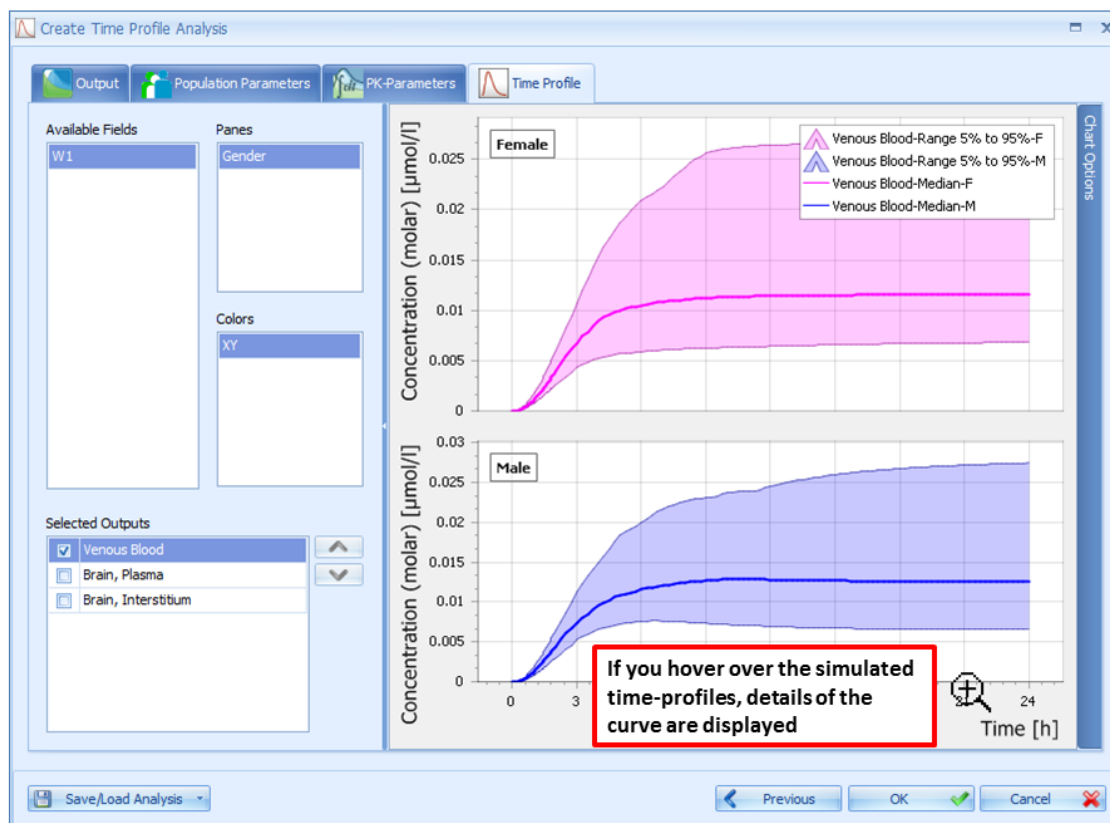 Create Time Profile Analysis
Output
Population Parameters
PK-Parameters
Time Profile
Available Fields
W1
Panes
Gender
Colors
XY
Selected Outputs
Venous Blood
Brain, Plasma
Brain, Interstitium
Concentration (molar) [µmol/l]
0.025
0.02
0.015
0.01
0.005
0
Female
Venous Blood-Range 5% to 95%-F
Venous Blood-Range 5% to 95%-M
Venous Blood-Median-F
Venous Blood-Median-M
Chart Options
Concentration (molar) [µmol/l]
0.03
0.025
0.02
0.015
0.01
0.005
0
Male
0 3 24
Time [h]
If you hover over the simulated
time-profiles, details of the
curve are displayed
Save/Load Analysis
Previous
OK
Cancel